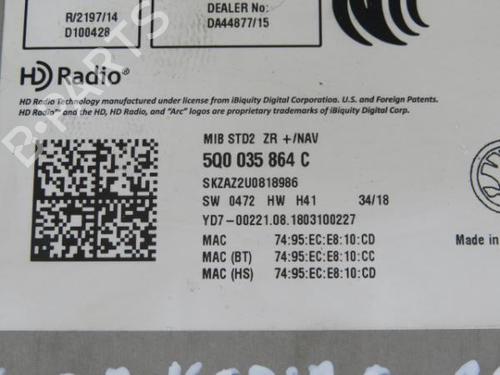 R/2197/14
D100428
DEALER No:
DA44877/15
HD Radio®
HD Radio Technology manufactured under license from iBiquity Digital Corporation. U.S. and Foreign Patents.
HD Radio™ and the HD, HD Radio, and "Arc" logos are proprietary trademarks of iBiquity Digital Corp.
MIB STD2 ZR +/NAV
5Q0 035 864 C
SKZAZ2U0818986
SW 0472 HW H41 34/18
YD7-00221.08.1803100227
MAC 74:95:EC:E8:10:CD
MAC (BT) 74:95:EC:E8:10:CC
MAC (HS) 74:95:EC:E8:10:CD
Made in
B-PARTS